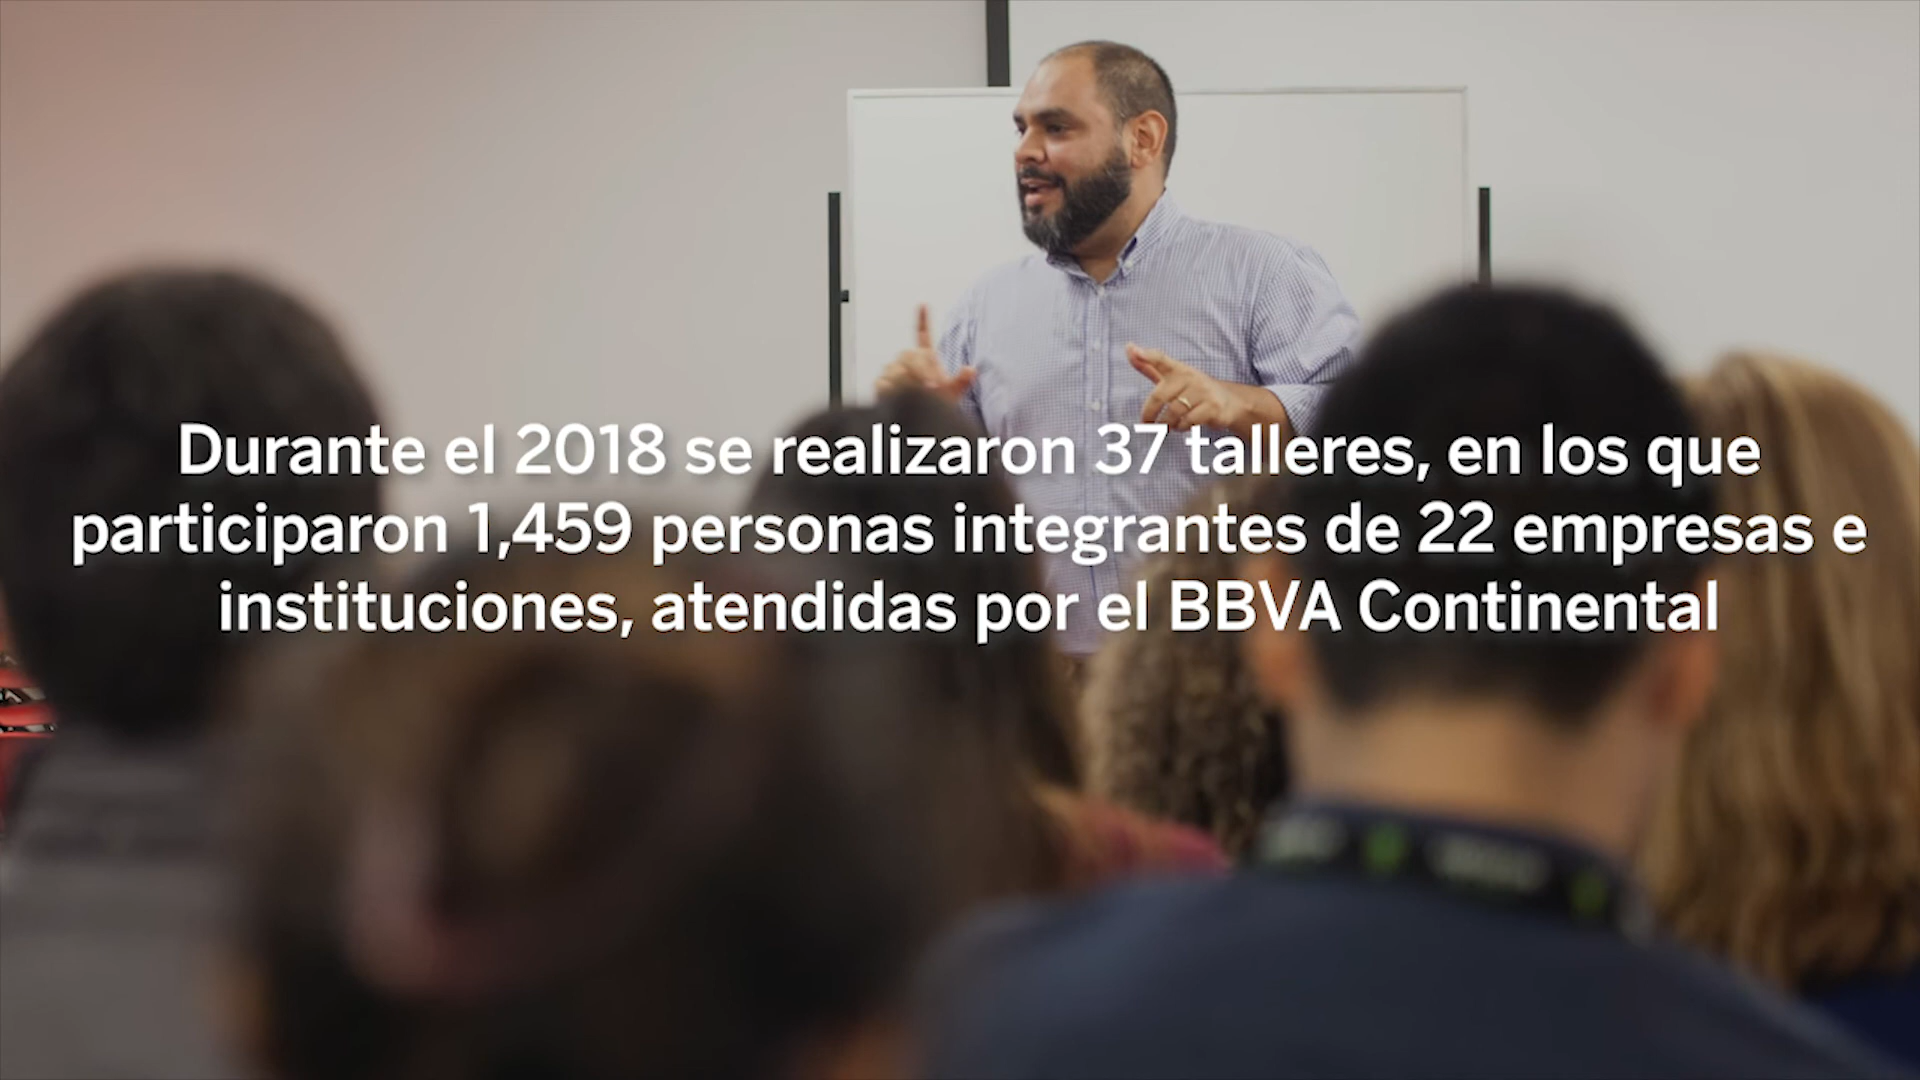 Durante el 2018 se realizaron 37 talleres, en los que
participaron 1,459 personas integrantes de 22 empresas e
instituciones, atendidas por el BBVA Continental